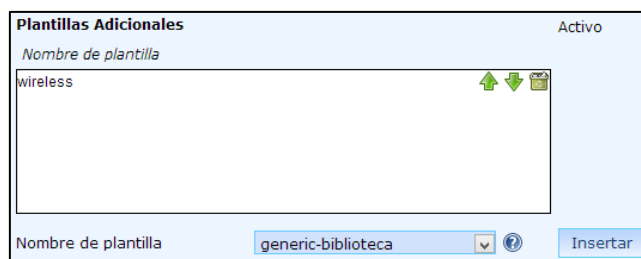 Plantillas Adicionales Activo
Nombre de plantilla
wireless
Nombre de plantilla generic-biblioteca Insertar